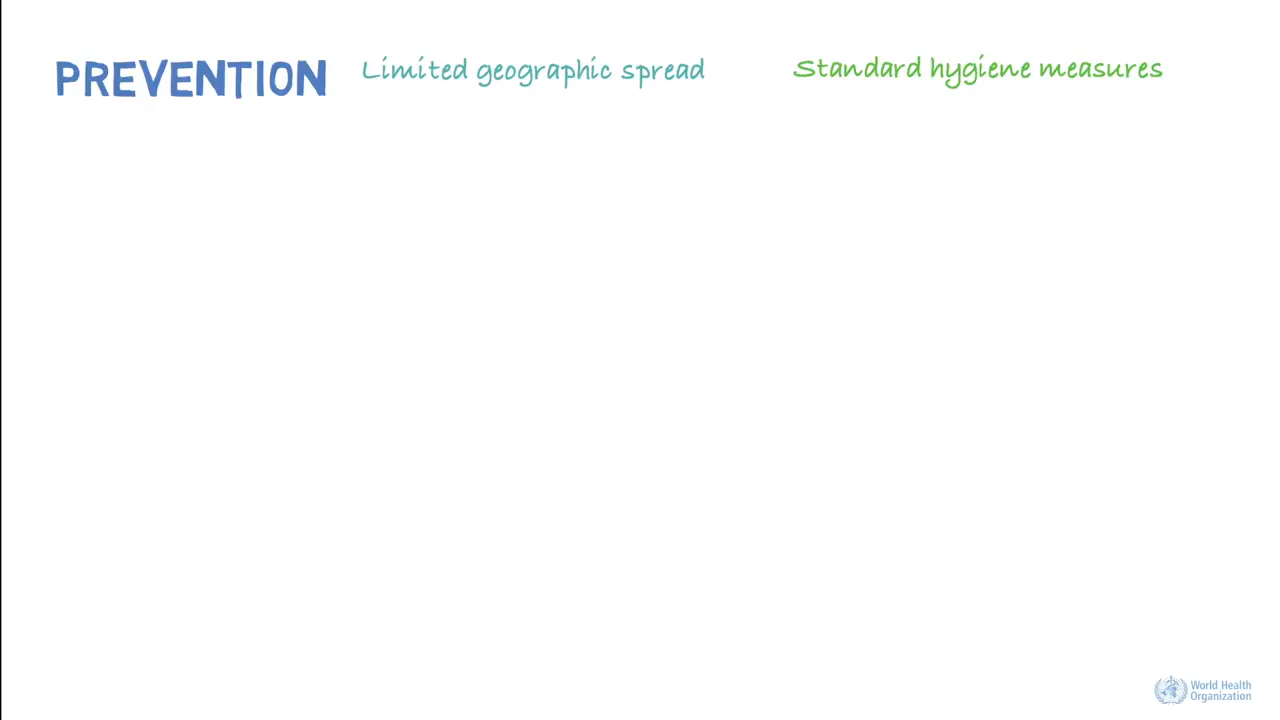 PREVENTION Limited geographic spread Standard hygiene measures
World Health
Organization